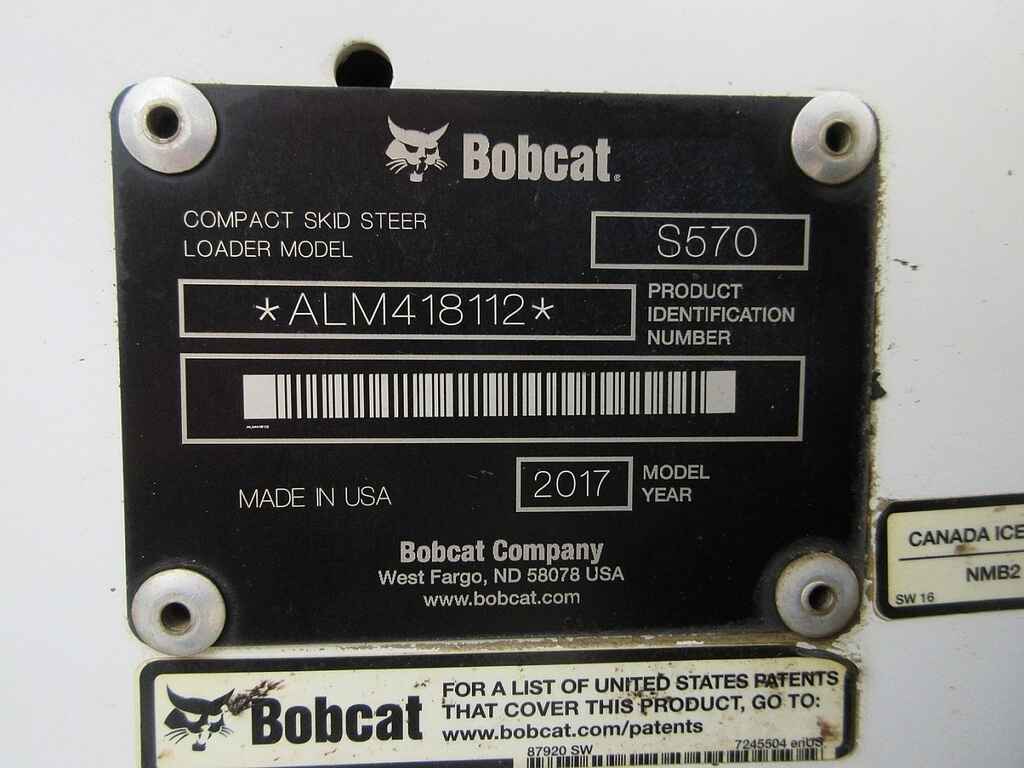 Bobcat®
COMPACT SKID STEER
LOADER MODEL
S570
*ALM418112*
PRODUCT
IDENTIFICATION
NUMBER
MADE IN USA
2017
MODEL
YEAR
Bobcat Company
West Fargo, ND 58078 USA
www.bobcat.com
CANADA ICE
NMB2
SW 16
Bobcat
FOR A LIST OF UNITED STATES PATENTS
THAT COVER THIS PRODUCT, GO TO:
www.bobcat.com/patents
87920 SW
7245504 enUS